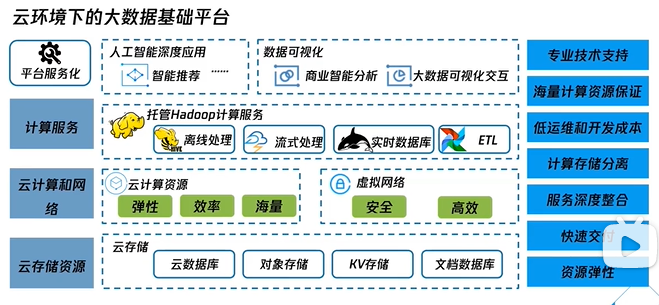 云环境下的大数据基础平台
平台服务化
人工智能深度应用
智能推荐
......
数据可视化
商业智能分析
大数据可视化交互
计算服务
托管Hadoop计算服务
HIVE
离线处理
流式处理
实时数据库
ETL
云计算和网络
云计算资源
弹性
效率
海量
虚拟网络
安全
高效
云存储资源
云存储
云数据库
对象存储
KV存储
文档数据库
专业技术支持
海量计算资源保证
低运维和开发成本
计算存储分离
服务深度整合
快速交付
资源弹性